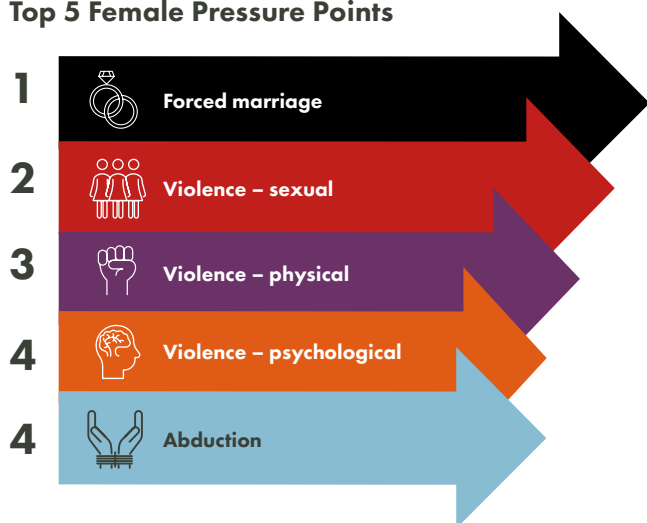 Top 5 Female Pressure Points
1 Forced marriage
2 Violence – sexual
3 Violence – physical
4 Violence – psychological
4 Abduction